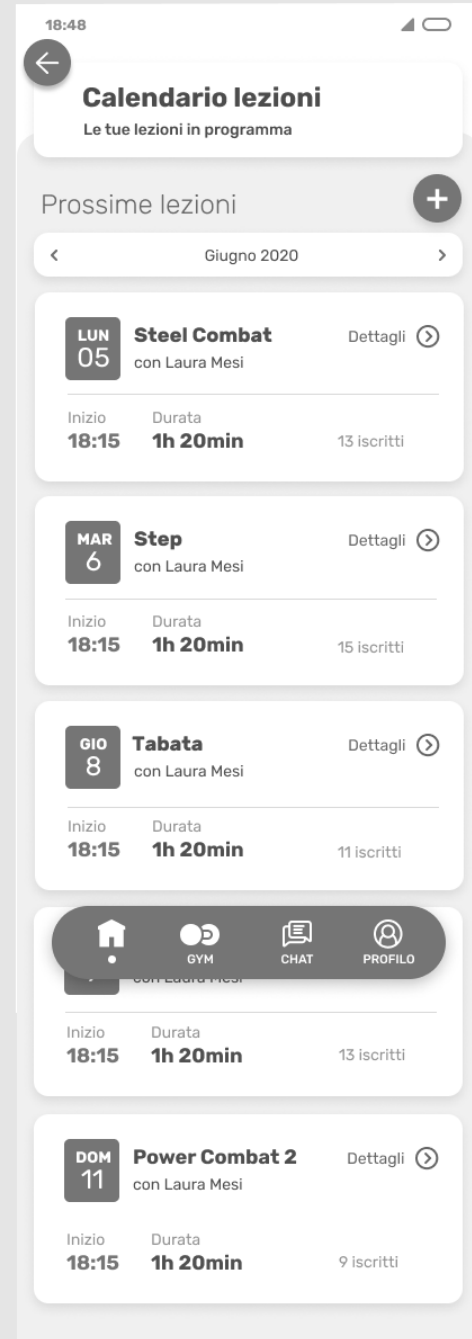 18:48
Calendario lezioni
Le tue lezioni in programma
Prossime lezioni
Giugno 2020
LUN
05
Steel Combat
con Laura Mesi
Dettagli
Inizio
Durata
18:15
1h 20min
13 iscritti
MAR
6
Step
con Laura Mesi
Dettagli
Inizio
Durata
18:15
1h 20min
15 iscritti
GIO
8
Tabata
con Laura Mesi
Dettagli
Inizio
Durata
18:15
1h 20min
11 iscritti
GYM
CHAT
PROFILO
con Laura Mesi
Inizio
Durata
18:15
1h 20min
13 iscritti
DOM
11
Power Combat 2
con Laura Mesi
Dettagli
Inizio
Durata
18:15
1h 20min
9 iscritti